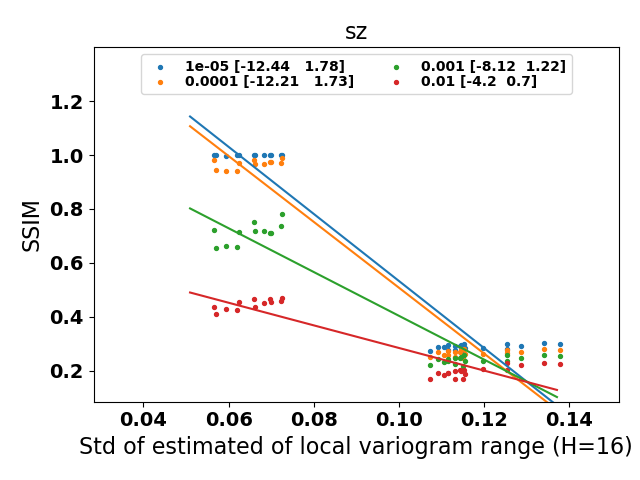 sz
1e-05 [-12.44 1.78]
0.0001 [-12.21 1.73]
0.001 [-8.12 1.22]
0.01 [-4.2 0.7]
SSIM
1.2
1.0
0.8
0.6
0.4
0.2
0.04 0.06 0.08 0.10 0.12 0.14
Std of estimated of local variogram range (H=16)